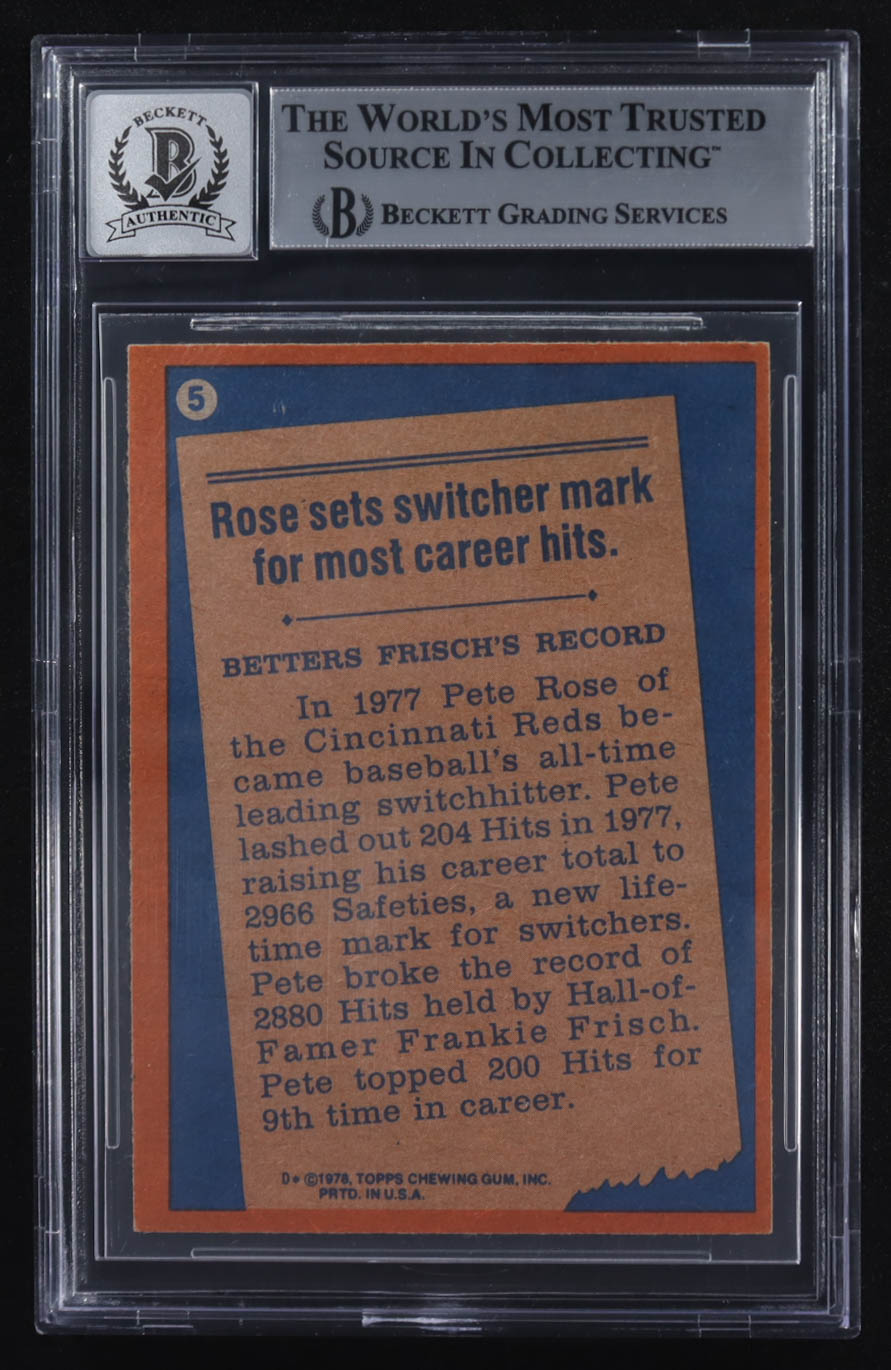 BECKETT
B
AUTHENTIC
THE WORLD'S MOST TRUSTED
SOURCE IN COLLECTING™
B BECKETT GRADING SERVICES
5
Rose sets switcher mark
for most career hits.
BETTERS FRISCH'S RECORD
In 1977 Pete Rose of
the Cincinnati Reds be-
came baseball's all-time
leading switchhitter. Pete
lashed out 204 Hits in 1977,
raising his career total to
2966 Safeties, a new life-
time mark for switchers.
Pete broke the record of
2880 Hits held by Hall-of-
Famer Frankie Frisch.
Pete topped 200 Hits for
9th time in career.
D* ©1978, TOPPS CHEWING GUM, INC.
PRTD. IN U.S.A.